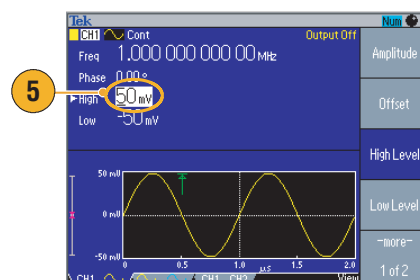 Tek
Num
CH1 Cont
Output Off
Freq 1.000 000 000 00 MHz
Phase 0.00 °
High 50 mV
Low -50 mV
5
Amplitude
Offset
High Level
Low Level
-more-
1 of 2
50 mV
0 mV
-50 mV
0.0
0.5
1.0
µs
1.5
2.0
CH1
CH1 CH2
View